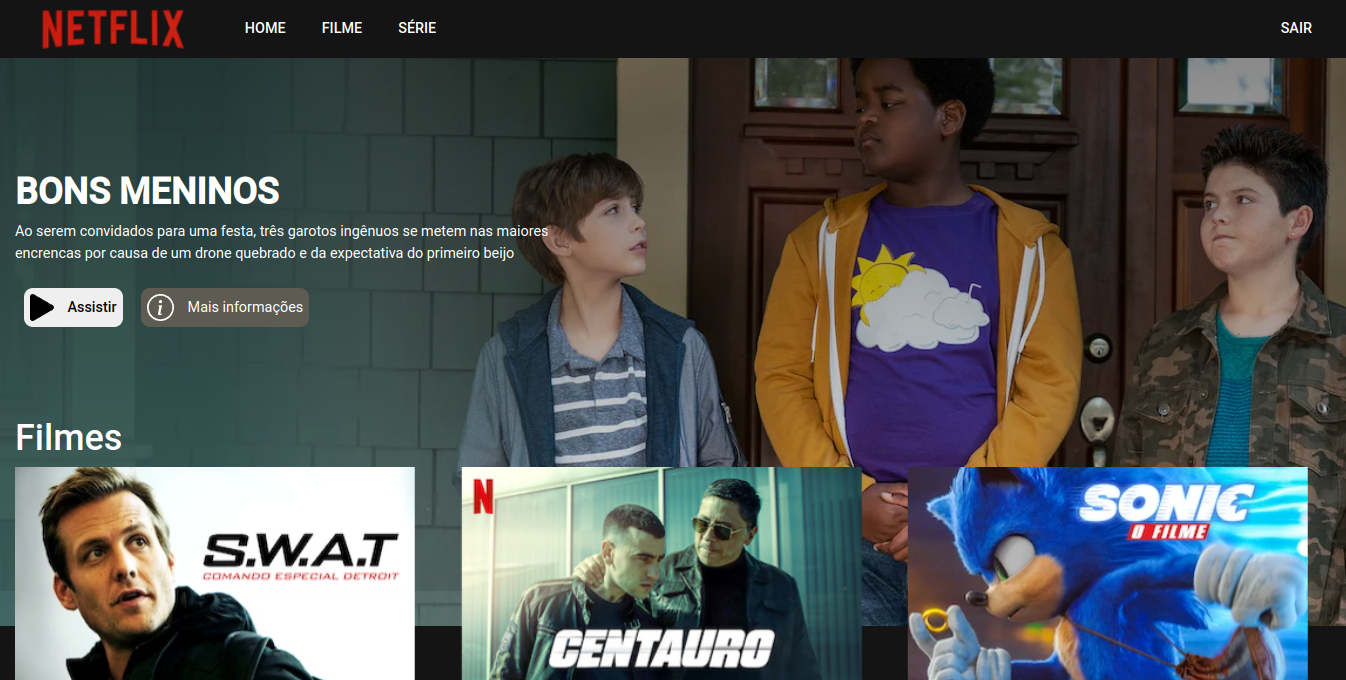 NETFLIX
HOME
FILME
SÉRIE
SAIR
BONS MENINOS
Ao serem convidados para uma festa, três garotos ingênuos se metem nas maiores
encrencas por causa de um drone quebrado e da expectativa do primeiro beijo
Assistir
i
Mais informações
Filmes
S.W.A.T
COMANDO ESPECIAL DETROIT
N
CENTAURO
SONIC
O FILME